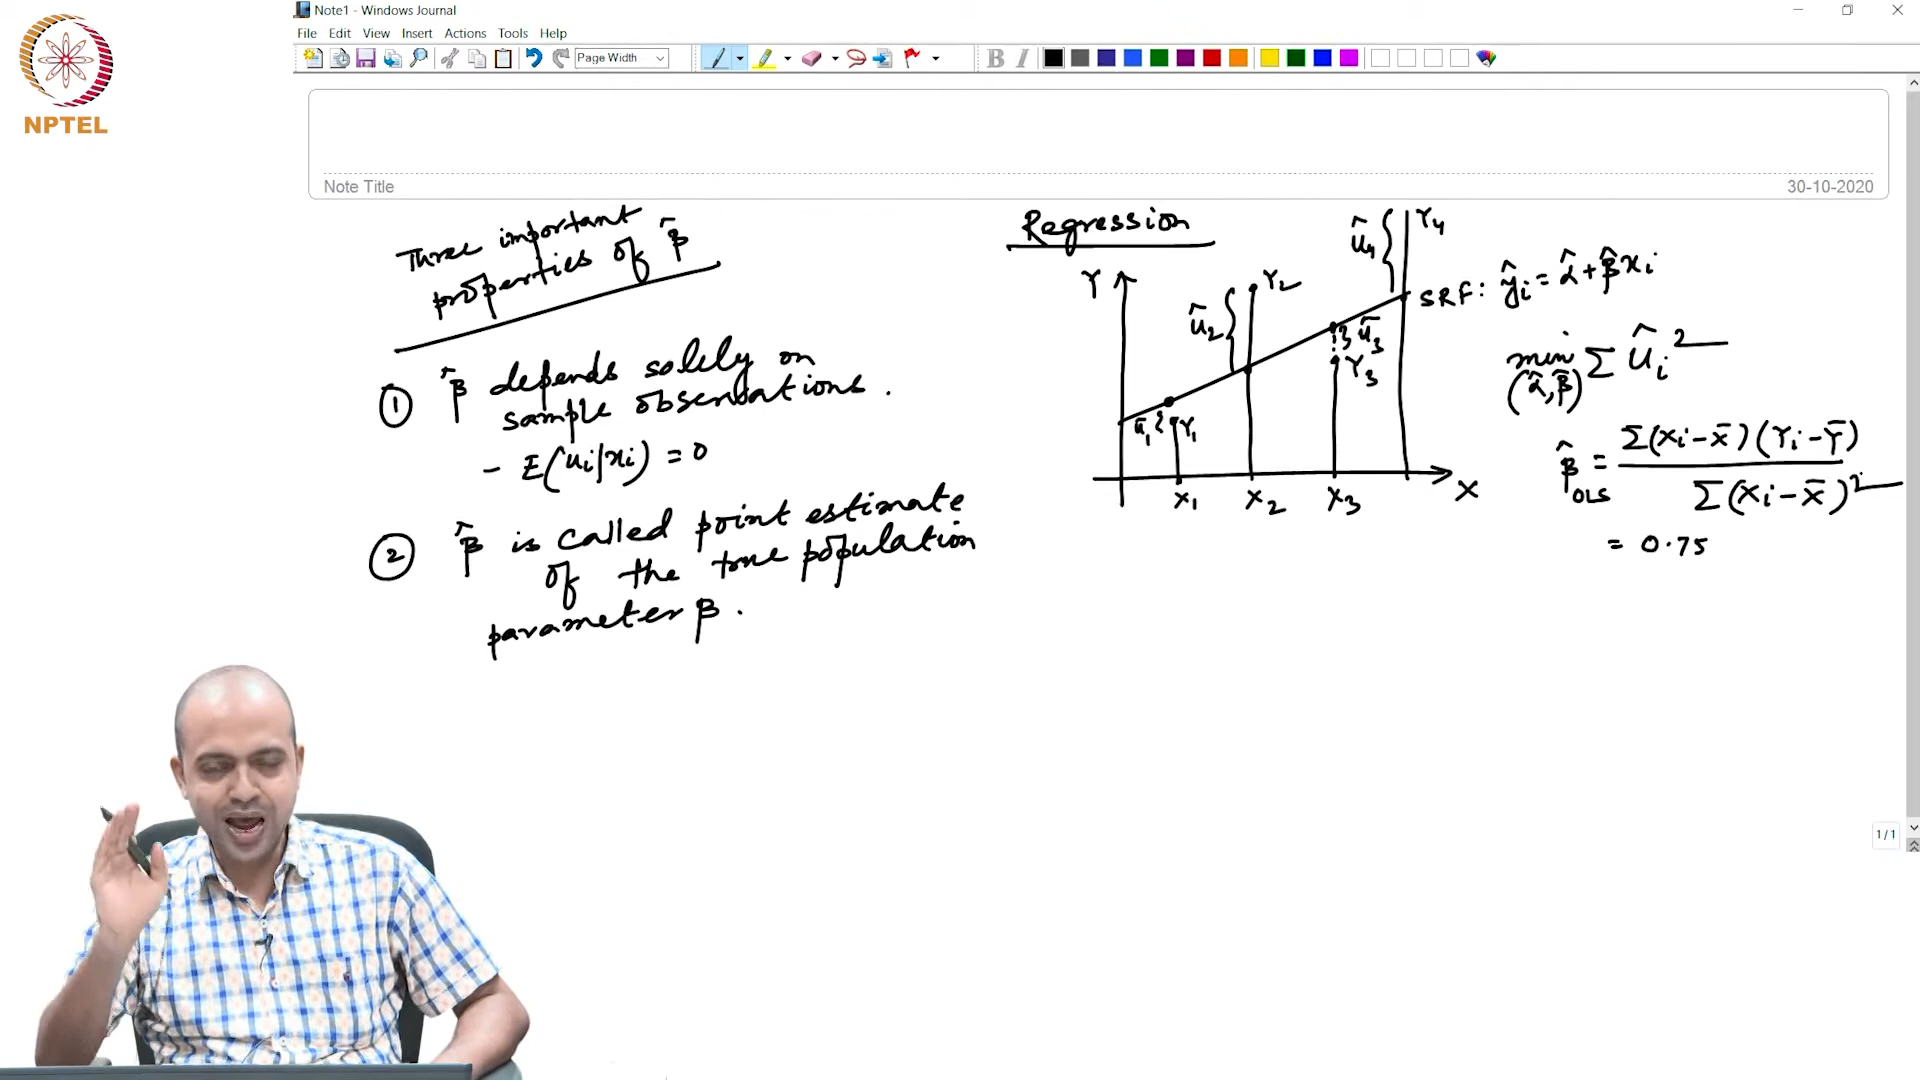 NPTEL
Note1 - Windows Journal
File Edit View Insert Actions Tools Help
Page Width
B I
Note Title
30-10-2020
Three important
properties of β̂
① β̂ depends solely on
sample observations.
- E(ui|xi) = 0
② β̂ is called point estimate
of the true population
parameter β.
Regression
Y
û4
Y4
û2
Y2
SRF: ŷi = α̂ + β̂xi
û3
Y3
û1
Y1
x1 x2 x3 X
min Σ ûi²
(α̂, β̂)
β̂OLS = Σ(xi - x̄)(Yi - Ȳ)
Σ(xi - x̄)²
= 0.75
1/1